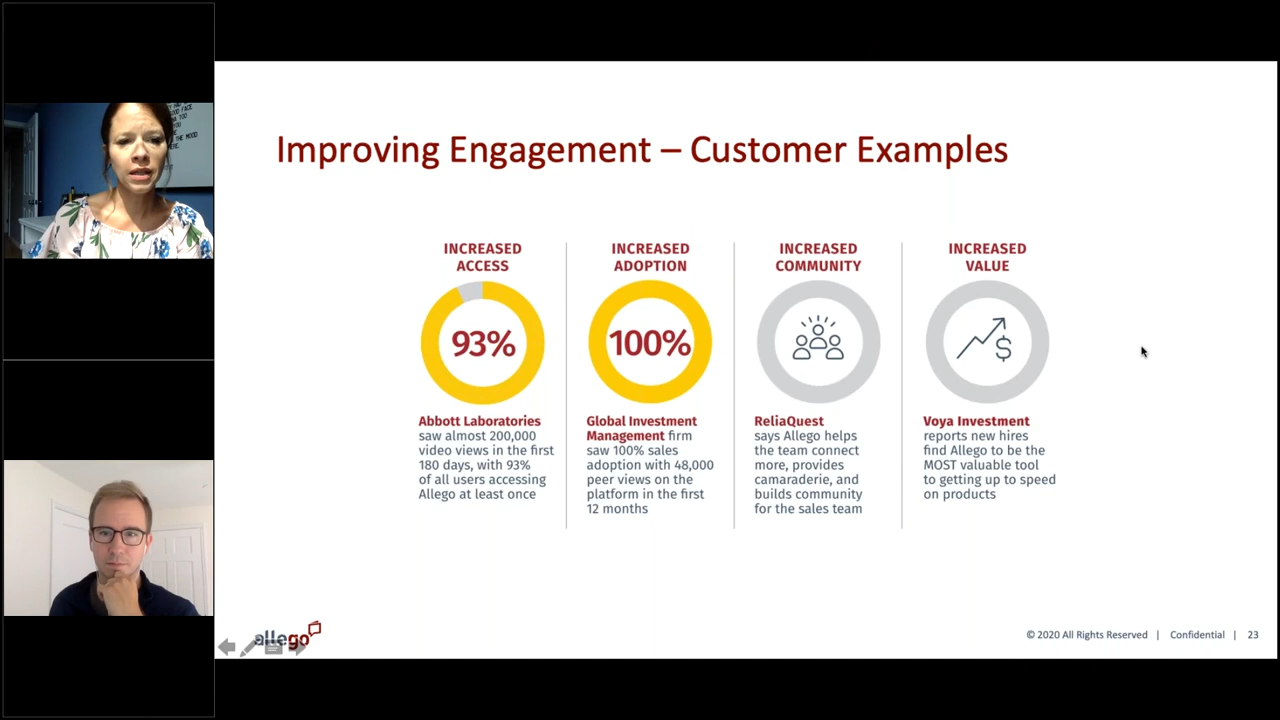 Improving Engagement – Customer Examples
INCREASED
ACCESS
93%
Abbott Laboratories
saw almost 200,000
video views in the first
180 days, with 93%
of all users accessing
Allego at least once
INCREASED
ADOPTION
100%
Global Investment
Management firm
saw 100% sales
adoption with 48,000
peer views on the
platform in the first
12 months
INCREASED
COMMUNITY
ReliaQuest
says Allego helps
the team connect
more, provides
camaraderie, and
builds community
for the sales team
INCREASED
VALUE
$
Voya Investment
reports new hires
find Allego to be the
MOST valuable tool
to getting up to speed
on products
allego
© 2020 All Rights Reserved | Confidential | 23
FACE
TOO
YOU
THE MOOD